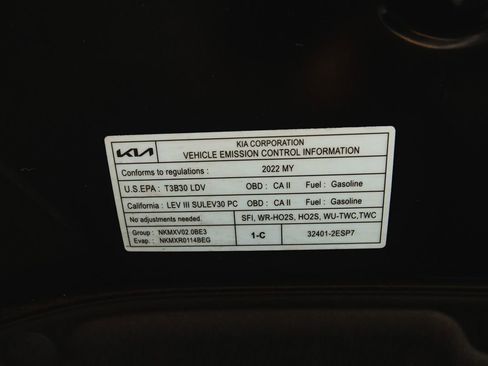 KIA
KIA CORPORATION
VEHICLE EMISSION CONTROL INFORMATION
Conforms to regulations : 2022 MY
U.S.EPA : T3B30 LDV OBD : CA II Fuel : Gasoline
California : LEV III SULEV30 PC OBD : CA II Fuel : Gasoline
No adjustments needed. SFI, WR-HO2S, HO2S, WU-TWC,TWC
Group : NKMXV02.0BE3
Evap. : NKMXR0114BEG
1-C
32401-2ESP7